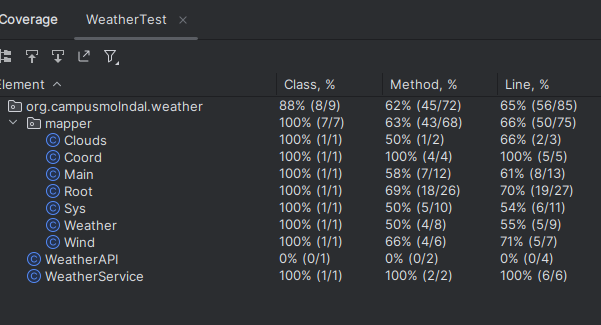 Coverage WeatherTest ×
Element Class, % Method, % Line, %
org.campusmolndal.weather 88% (8/9) 62% (45/72) 65% (56/85)
mapper 100% (7/7) 63% (43/68) 66% (50/75)
Clouds 100% (1/1) 50% (1/2) 66% (2/3)
Coord 100% (1/1) 100% (4/4) 100% (5/5)
Main 100% (1/1) 58% (7/12) 61% (8/13)
Root 100% (1/1) 69% (18/26) 70% (19/27)
Sys 100% (1/1) 50% (5/10) 54% (6/11)
Weather 100% (1/1) 50% (4/8) 55% (5/9)
Wind 100% (1/1) 66% (4/6) 71% (5/7)
WeatherAPI 0% (0/1) 0% (0/2) 0% (0/4)
WeatherService 100% (1/1) 100% (2/2) 100% (6/6)